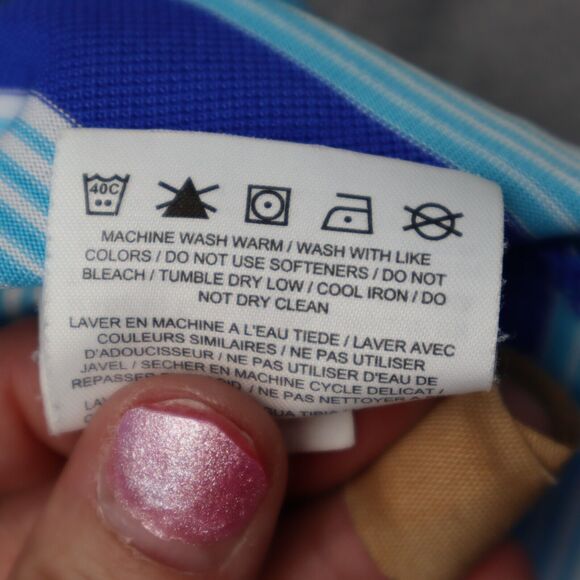 40C
MACHINE WASH WARM / WASH WITH LIKE
COLORS / DO NOT USE SOFTENERS / DO NOT
BLEACH / TUMBLE DRY LOW / COOL IRON / DO
NOT DRY CLEAN
LAVER EN MACHINE A L'EAU TIEDE / LAVER AVEC
COULEURS SIMILAIRES / NE PAS UTILISER
D'ADOUCISSEUR / NE PAS UTILISER D'EAU DE
JAVEL / SÉCHER EN MACHINE CYCLE DELICAT /
REPASSER